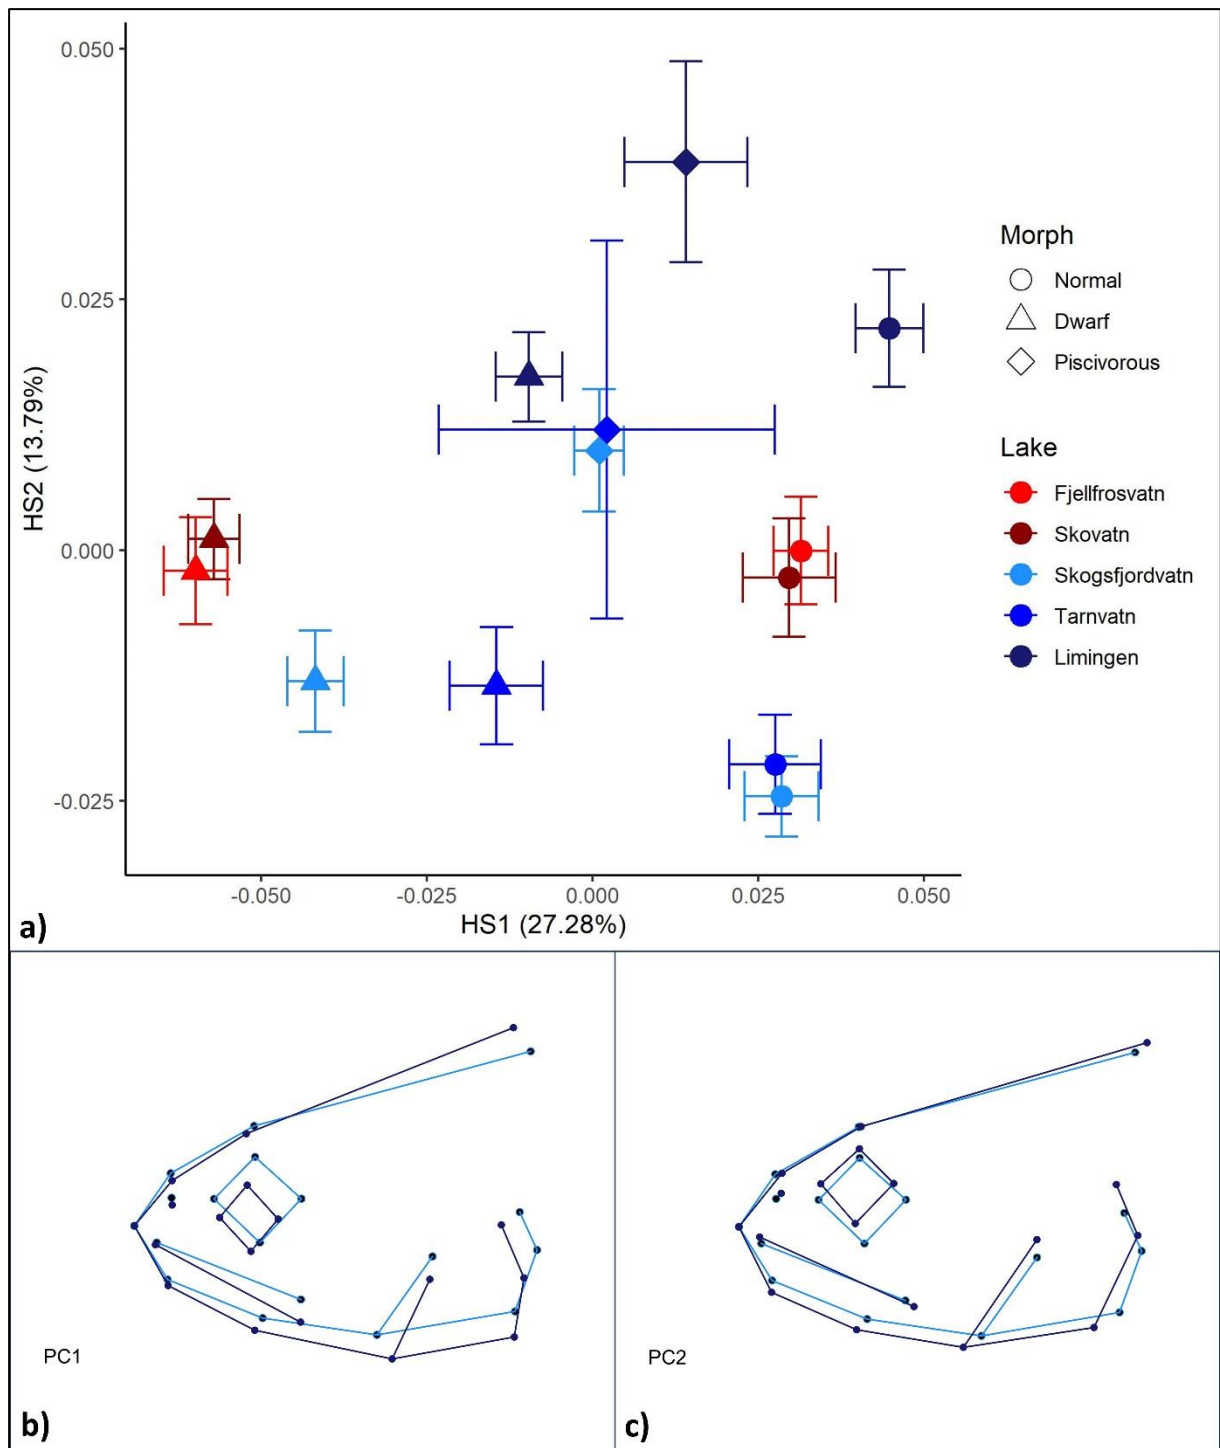 0.050
0.025
0.000
-0.025
HS2 (13.79%)
-0.050
-0.025
0.000
0.025
0.050
HS1 (27.28%)
Morph
Normal
Dwarf
Piscivorous
Lake
Fjellfrosvatn
Skovatn
Skogsfjordvatn
Tarnvatn
Limingen
a)
PC1
b)
PC2
c)